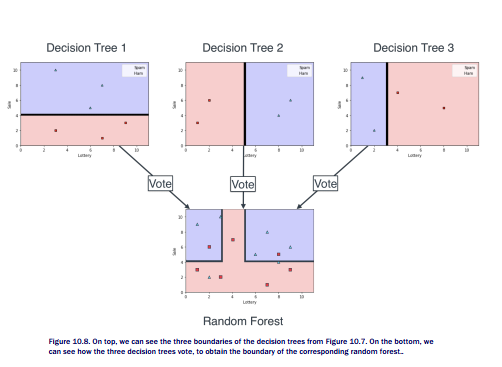 Decision Tree 1 Decision Tree 2 Decision Tree 3
Spam Spam Spam
Ham Ham Ham
10 10 10
8 8 8
6 6 6
4 4 4
2 2 2
0 0 0
Sale Sale Sale
0 2 4 6 8 10 0 2 4 6 8 10 0 2 4 6 8 10
Lottery Lottery Lottery
Vote Vote Vote
10
8
6
4
2
0
Sale
0 2 4 6 8 10
Lottery
Random Forest
Figure 10.8. On top, we can see the three boundaries of the decision trees from Figure 10.7. On the bottom, we
can see how the three decision trees vote, to obtain the boundary of the corresponding random forest..